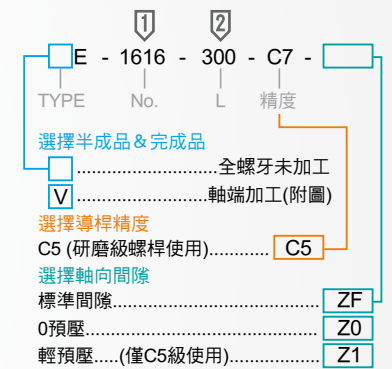 1 2
E - 1616 - 300 - C7 -
TYPE No. L 精度
選擇半成品＆完成品
............................全螺牙未加工
V ..........................軸端加工(附圖)
選擇導桿精度
C5 (研磨級螺桿使用)............ C5
選擇軸向間隙
標準間隙................................... ZF
0預壓.............................................. Z0
輕預壓.....(僅C5級使用).................. Z1